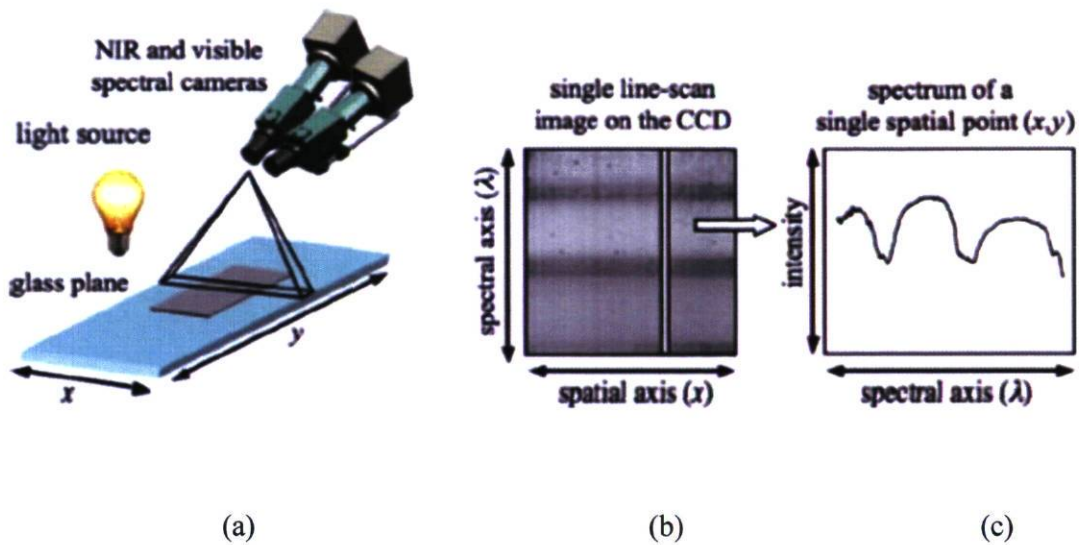 NIR and visible
spectral cameras
light source
glass plane
x
y
single line-scan
image on the CCD
spectral axis (λ)
spatial axis (x)
spectrum of a
single spatial point (x,y)
intensity
spectral axis (λ)
(a)
(b)
(c)